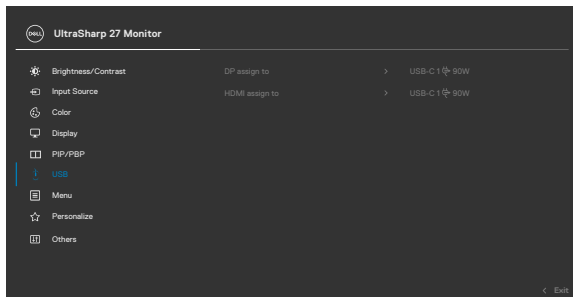 DELL UltraSharp 27 Monitor
Brightness/Contrast DP assign to > USB-C 1 90W
Input Source HDMI assign to > USB-C 1 90W
Color
Display
PIP/PBP
USB
Menu
Personalize
Others
< Exit